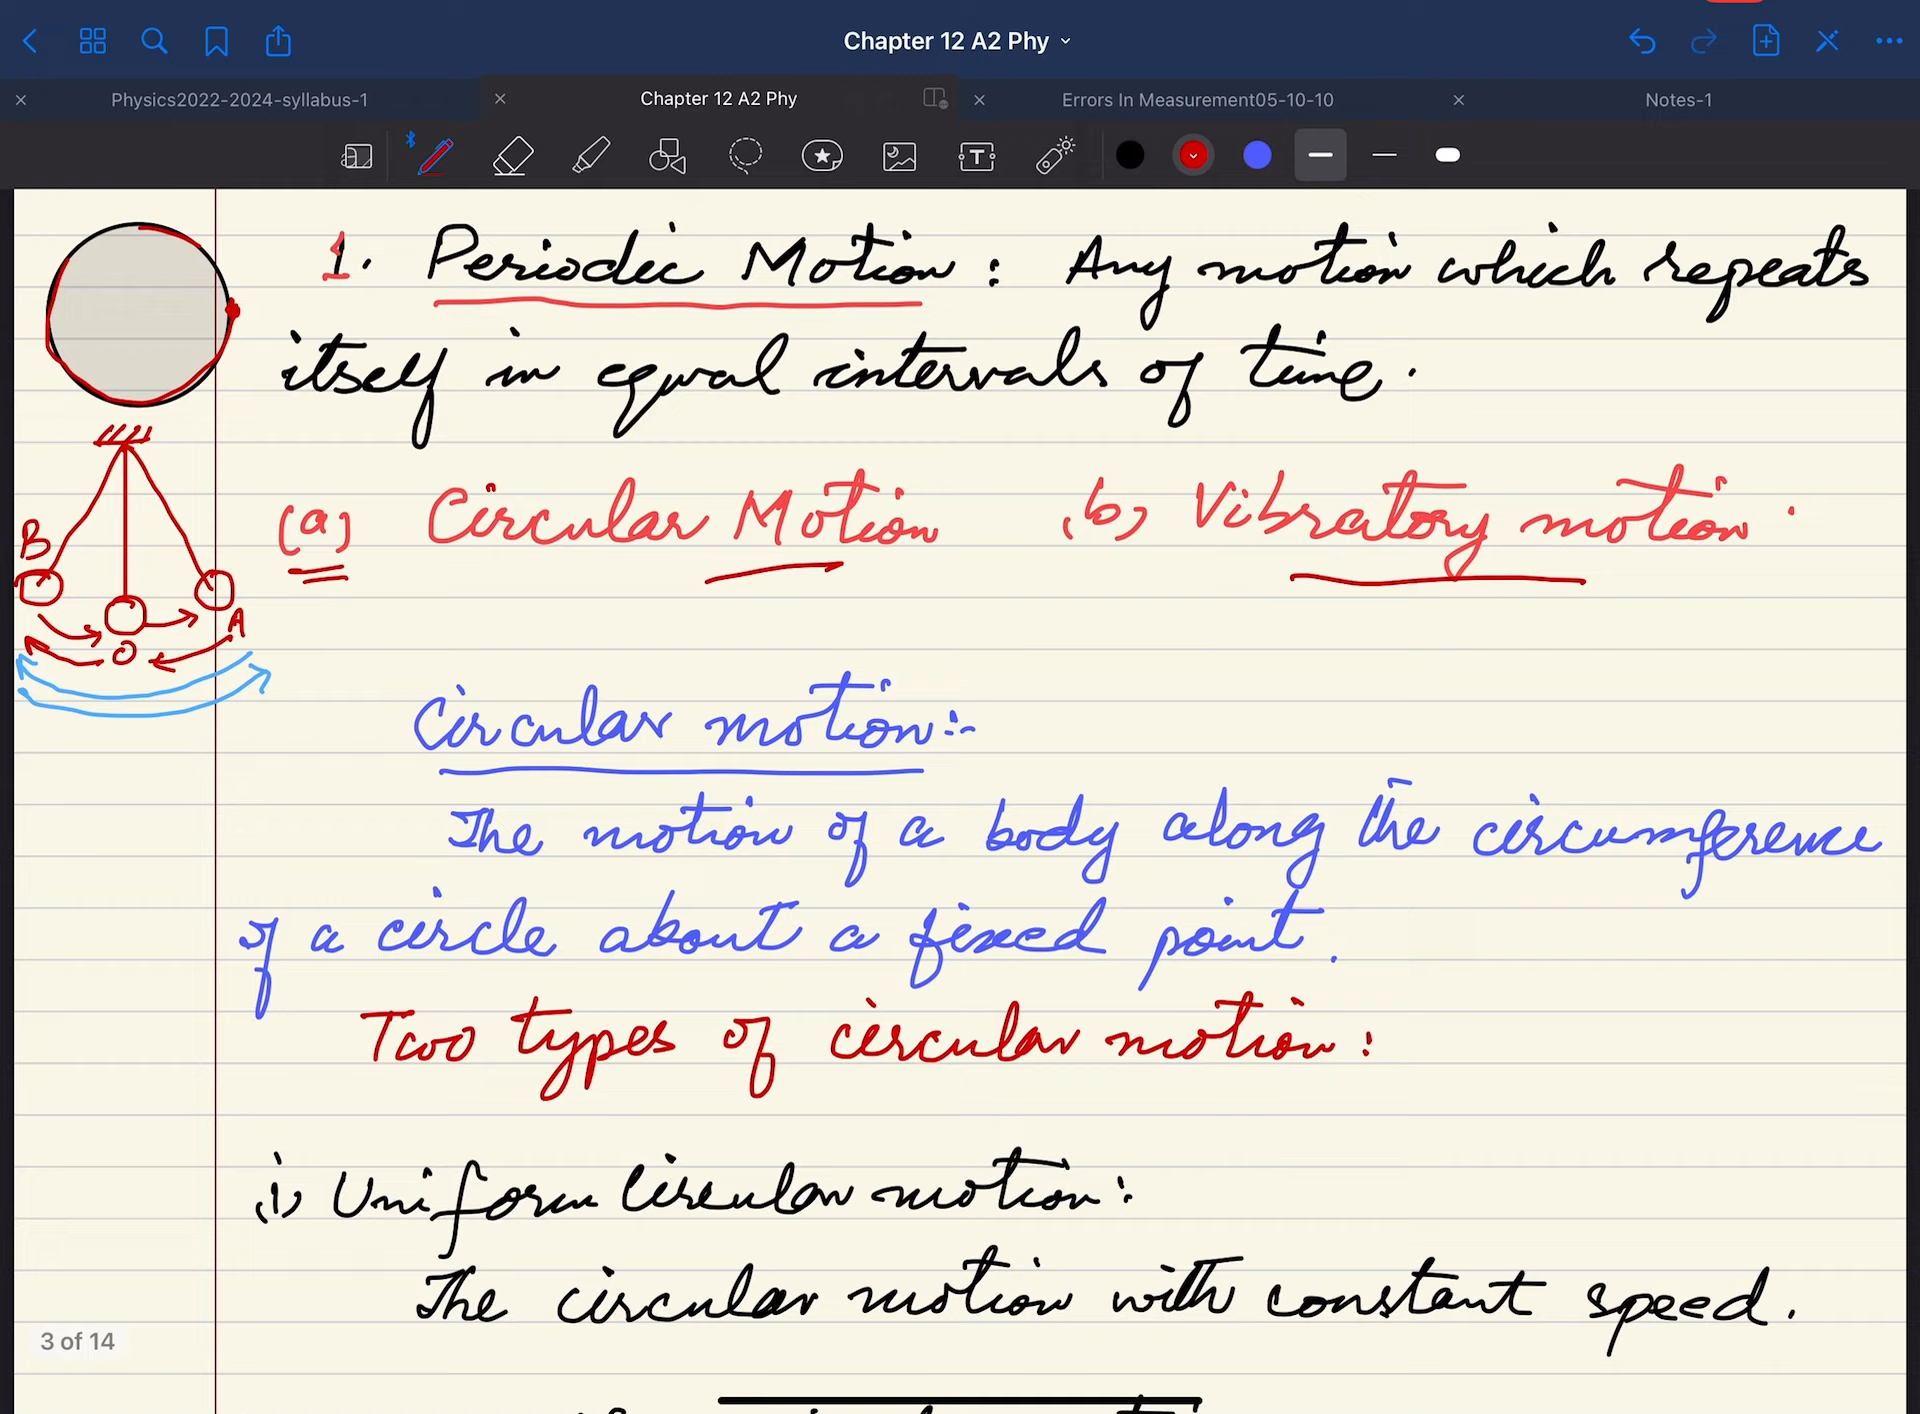 Chapter 12 A2 Phy
Physics2022-2024-syllabus-1
Chapter 12 A2 Phy
Errors In Measurement05-10-10
Notes-1
1. Periodic Motion : Any motion which repeats
itself in equal intervals of time.
(a) Circular Motion (b) Vibratory motion.
B
A
O
Circular motion:-
The motion of a body along the circumference
of a circle about a fixed point.
Two types of circular motion:
(i) Uniform Circular motion:
The circular motion with constant speed.
3 of 14